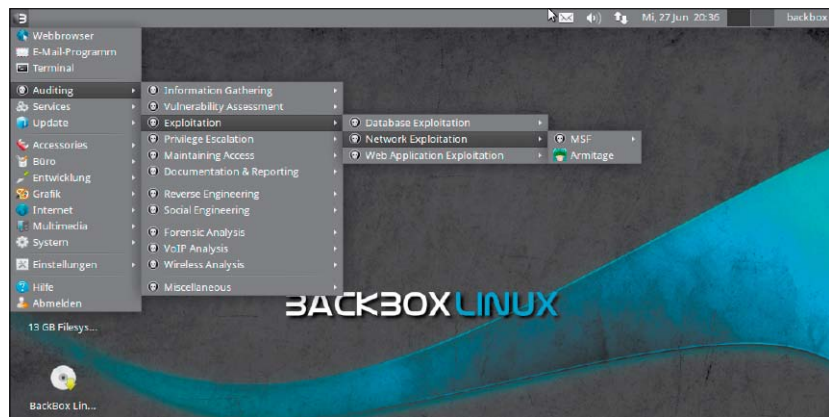 Mi, 27 Jun 20:36 backbox
Webbrowser
E-Mail-Programm
Terminal
Auditing
Services
Update
Accessories
Büro
Entwicklung
Grafik
Internet
Multimedia
System
Einstellungen
Hilfe
Abmelden
Information Gathering
Vulnerability Assessment
Exploitation
Privilege Escalation
Maintaining Access
Documentation & Reporting
Reverse Engineering
Social Engineering
Forensic Analysis
VoIP Analysis
Wireless Analysis
Miscellaneous
Database Exploitation
Network Exploitation
Web Application Exploitation
MSF
Armitage
BACKBOX LINUX
13 GB Filesys...
BackBox Lin...